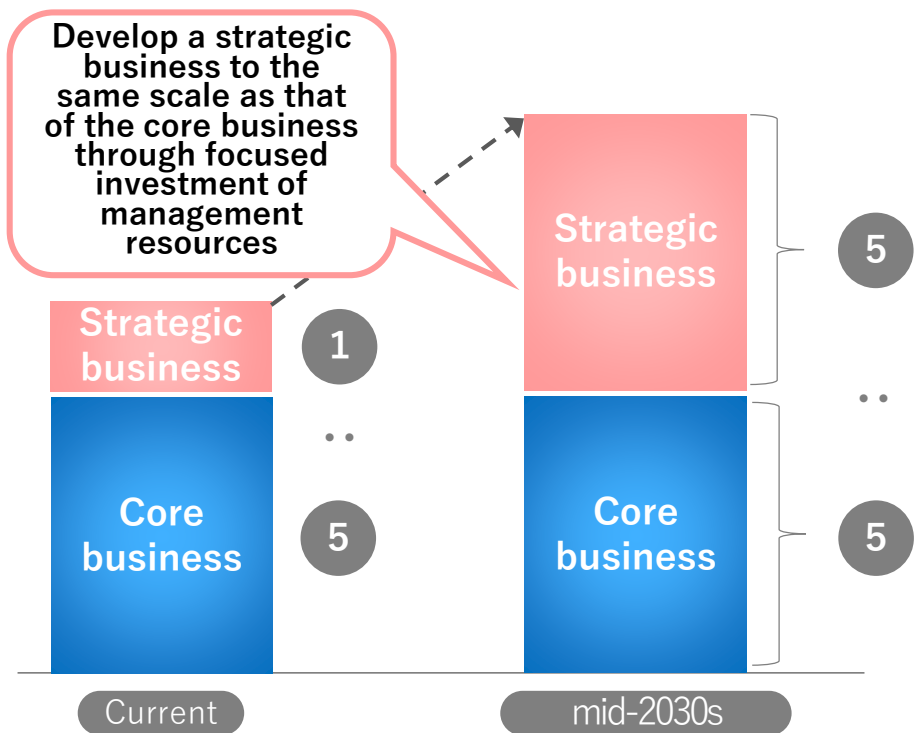 Develop a strategic
business to the
same scale as that
of the core business
through focused
investment of
management
resources
Strategic
business
1
:
5
Core
business
Current
Strategic
business
5
:
5
Core
business
mid-2030s